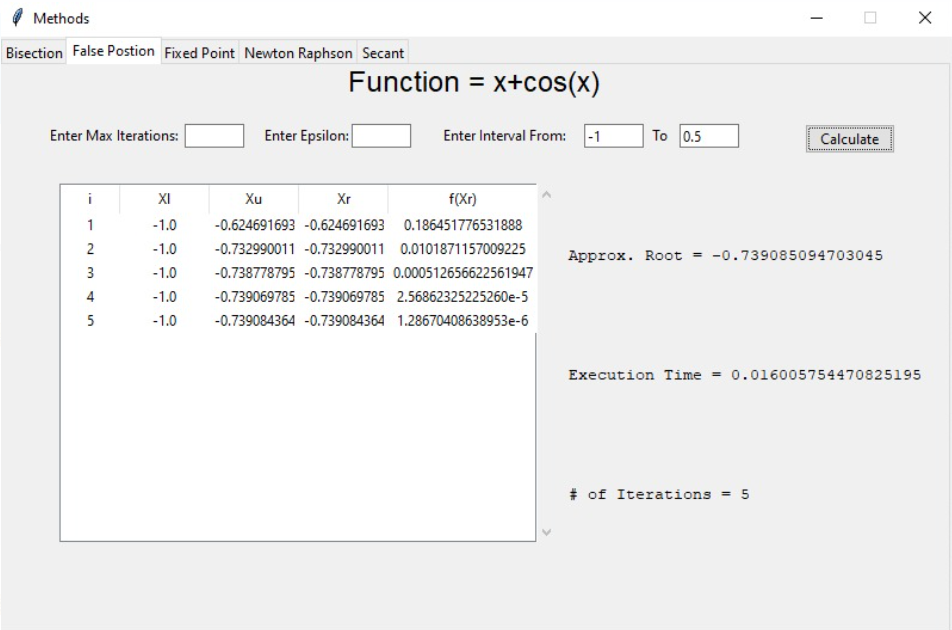 Methods
Bisection False Postion Fixed Point Newton Raphson Secant
Function = x+cos(x)
Enter Max Iterations: Enter Epsilon: Enter Interval From: -1 To 0.5 Calculate
i Xl Xu Xr f(Xr)
1 -1.0 -0.624691693 -0.624691693 0.186451776531888
2 -1.0 -0.732990011 -0.732990011 0.0101871157009225
3 -1.0 -0.738778795 -0.738778795 0.000512656622561947
4 -1.0 -0.739069785 -0.739069785 2.56862325225260e-5
5 -1.0 -0.739084364 -0.739084364 1.28670408638953e-6
Approx. Root = -0.739085094703045
Execution Time = 0.016005754470825195
# of Iterations = 5